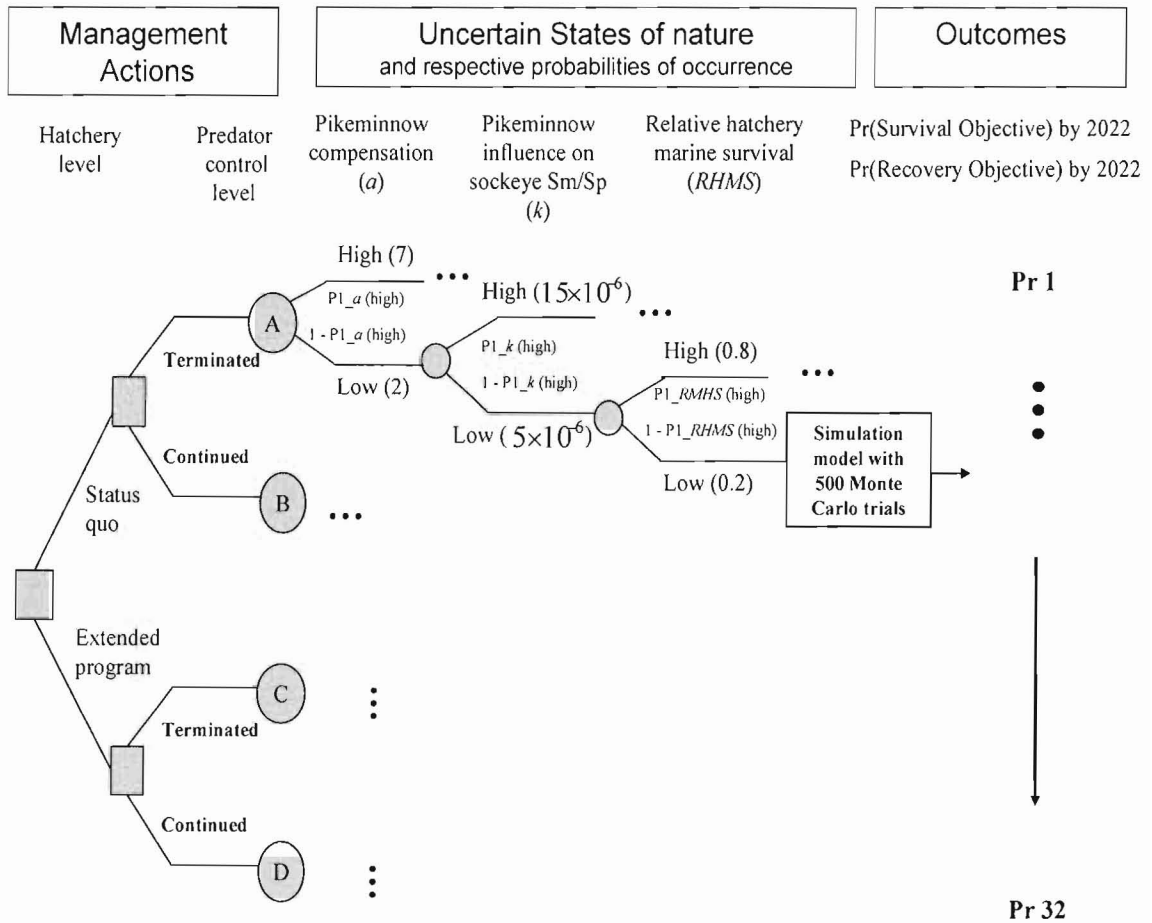 Management
Actions
Uncertain States of nature
and respective probabilities of occurrence
Outcomes
Hatchery
level
Predator
control
level
Pikeminnow
compensation
(a)
Pikeminnow
influence on
sockeye Sm/Sp
(k)
Relative hatchery
marine survival
(RHMS)
Pr(Survival Objective) by 2022
Pr(Recovery Objective) by 2022
High (7)
•••
P1_a (high)
A
1 - P1_a (high)
Low (2)
High (15×10⁻⁶)
•••
P1_k (high)
1 - P1_k (high)
Low (5×10⁻⁶)
High (0.8)
•••
P1_RMHS (high)
1 - P1_RHMS (high)
Low (0.2)
Simulation
model with
500 Monte
Carlo trials
Pr 1
Terminated
Continued
B
•••
Status
quo
Extended
program
C
Terminated
Continued
D
Pr 32